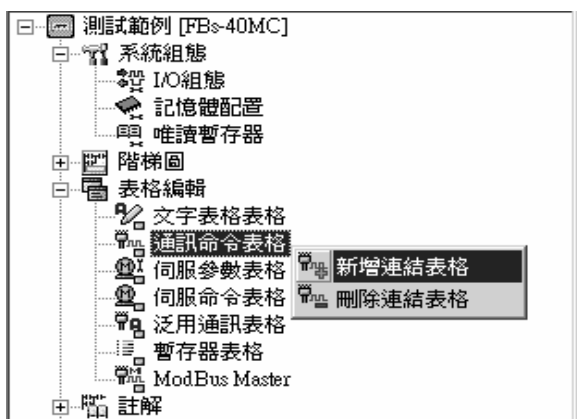 測試範例 [FBs-40MC]
系統組態
I/O組態
記憶體配置
唯讀暫存器
階梯圖
表格編輯
文字表格表格
通訊命令表格
新增連結表格
伺服參數表格
刪除連結表格
伺服命令表格
泛用通訊表格
暫存器表格
ModBus Master
註解